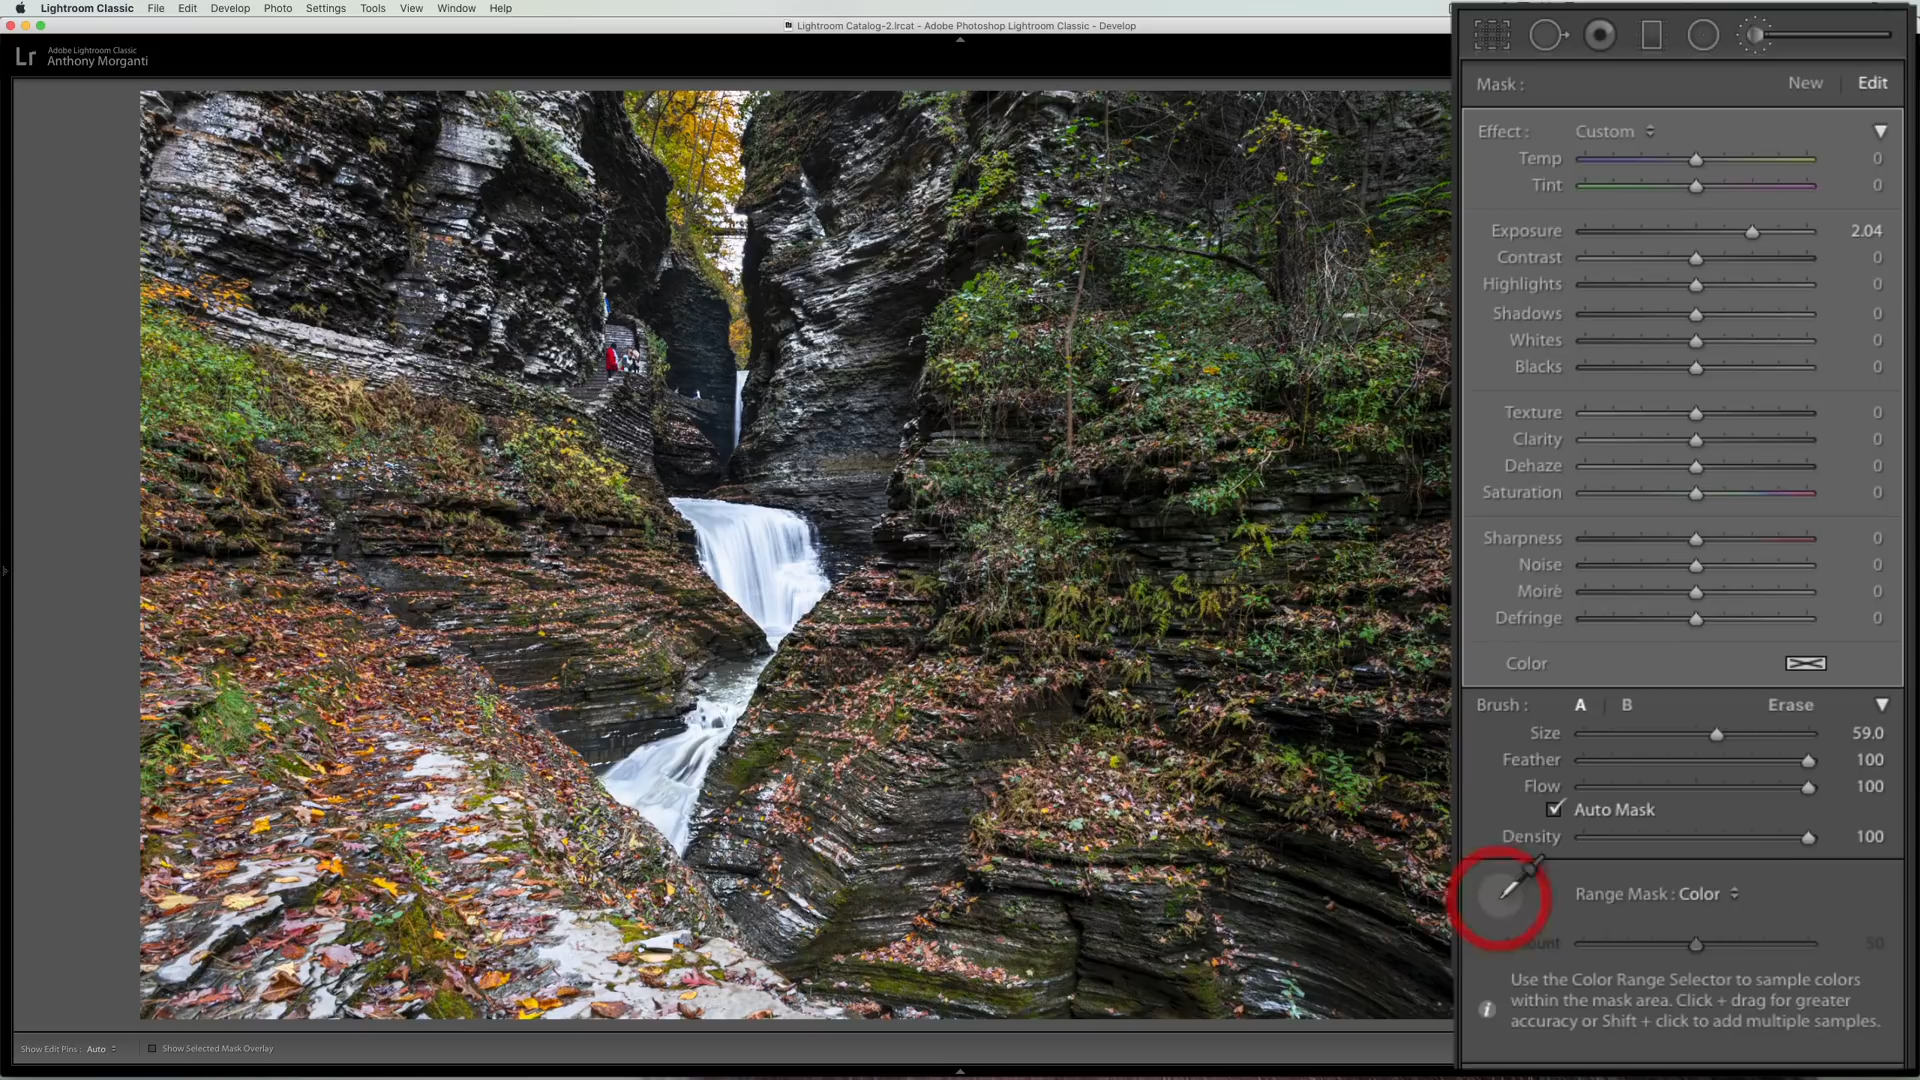 Lightroom Classic File Edit Develop Photo Settings Tools View Window Help
Lightroom Catalog-2.lrcat - Adobe Photoshop Lightroom Classic - Develop
Lr
Adobe Lightroom Classic
Anthony Morganti
Mask : New Edit
Effect : Custom
Temp 0
Tint 0
Exposure 2.04
Contrast 0
Highlights 0
Shadows 0
Whites 0
Blacks 0
Texture 0
Clarity 0
Dehaze 0
Saturation 0
Sharpness 0
Noise 0
Moiré 0
Defringe 0
Color
Brush : A B Erase
Size 59.0
Feather 100
Flow 100
Auto Mask
Density 100
Range Mask : Color
Amount 50
Use the Color Range Selector to sample colors
within the mask area. Click + drag for greater
accuracy or Shift + click to add multiple samples.
Show Edit Pins : Auto Show Selected Mask Overlay